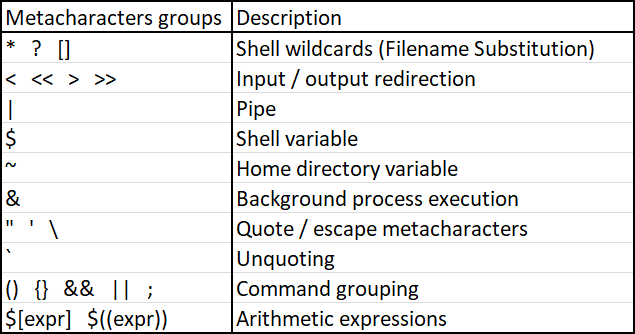 Metacharacters groups Description
* ? [] Shell wildcards (Filename Substitution)
< << > >> Input / output redirection
| Pipe
$ Shell variable
~ Home directory variable
& Background process execution
" ' \ Quote / escape metacharacters
` Unquoting
() {} && || ; Command grouping
$[expr] $((expr)) Arithmetic expressions